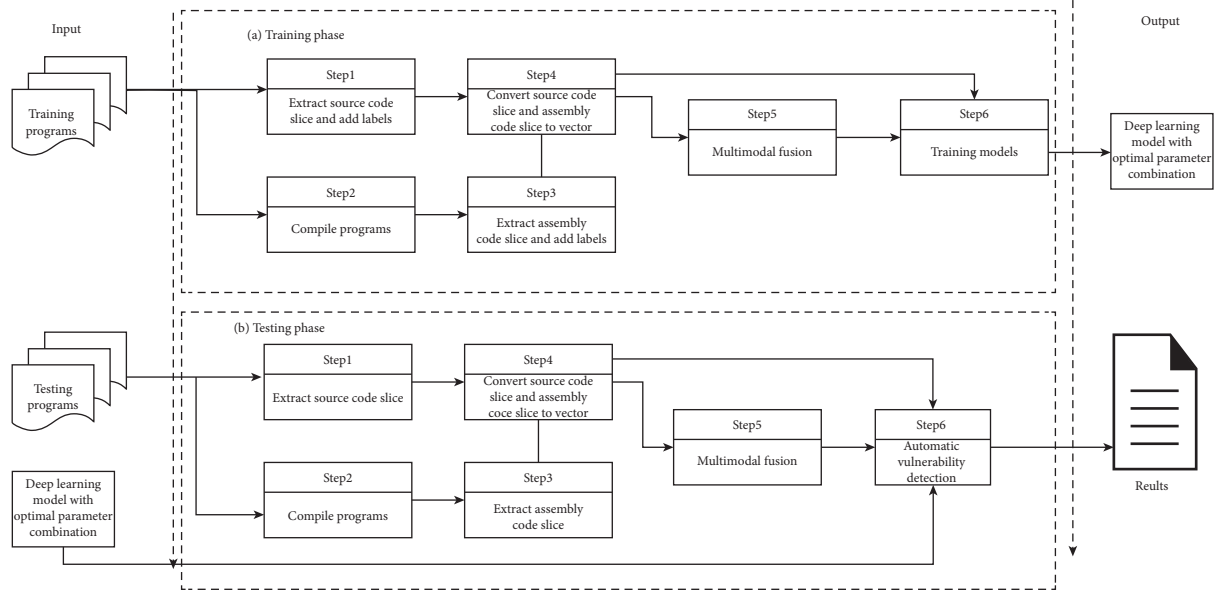 Input
Output
(a) Training phase
Training
programs
Step1
Extract source code
slice and add labels
Step4
Convert source code
slice and assembly
code slice to vector
Step5
Multimodal fusion
Step6
Training models
Deep learning
model with
optimal parameter
combination
Step2
Compile programs
Step3
Extract assembly
code slice and add labels
(b) Testing phase
Testing
programs
Step1
Extract source code slice
Step4
Convert source code
slice and assembly
coce slice to vector
Step5
Multimodal fusion
Step6
Automatic
vulnerability
detection
Reults
Step2
Compile programs
Step3
Extract assembly
code slice
Deep learning
model with
optimal parameter
combination